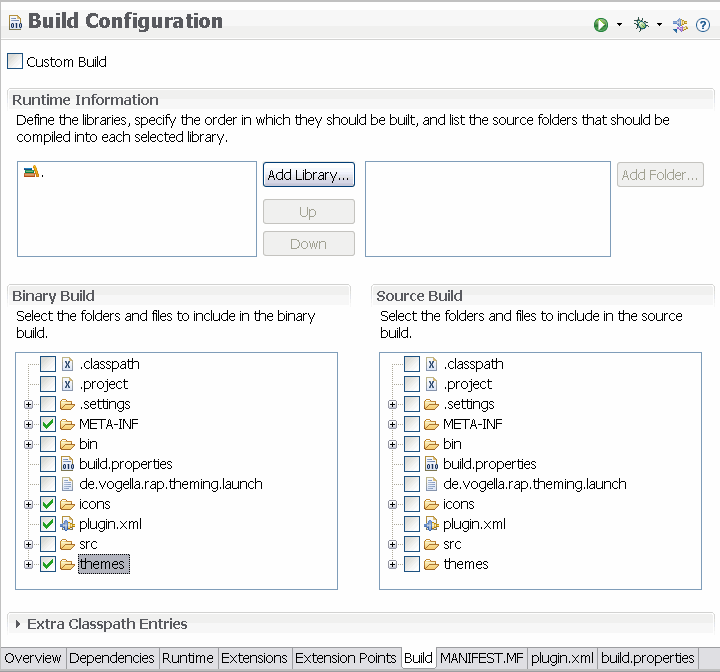 Build Configuration
Custom Build
Runtime Information
Define the libraries, specify the order in which they should be built, and list the source folders that should be
compiled into each selected library.
.
Add Library...
Add Folder...
Up
Down
Binary Build
Select the folders and files to include in the binary
build.
.classpath
.project
.settings
META-INF
bin
build.properties
de.vogella.rap.theming.launch
icons
plugin.xml
src
themes
Source Build
Select the folders and files to include in the source
build.
.classpath
.project
.settings
META-INF
bin
build.properties
de.vogella.rap.theming.launch
icons
plugin.xml
src
themes
Extra Classpath Entries
Overview Dependencies Runtime Extensions Extension Points Build MANIFEST.MF plugin.xml build.properties